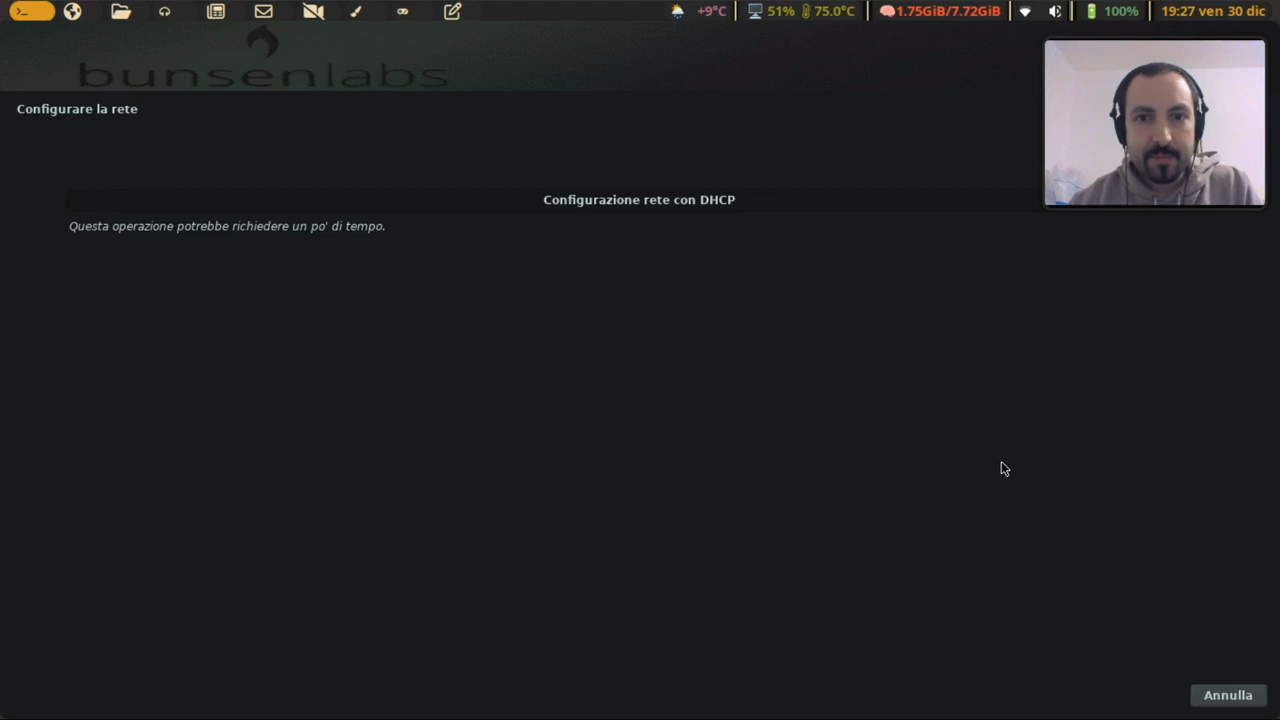 +9°C 51% 75.0°C 1.75GiB/7.72GiB 100% 19:27 ven 30 dic
bunsenlabs
Configurare la rete
Configurazione rete con DHCP
Questa operazione potrebbe richiedere un po' di tempo.
Annulla